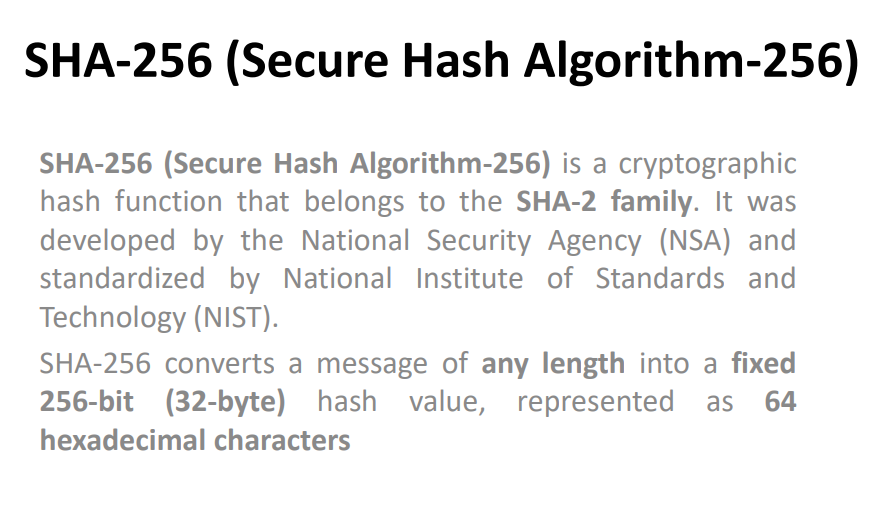 SHA-256 (Secure Hash Algorithm-256)
SHA-256 (Secure Hash Algorithm-256) is a cryptographic
hash function that belongs to the SHA-2 family. It was
developed by the National Security Agency (NSA) and
standardized by National Institute of Standards and
Technology (NIST).
SHA-256 converts a message of any length into a fixed
256-bit (32-byte) hash value, represented as 64
hexadecimal characters